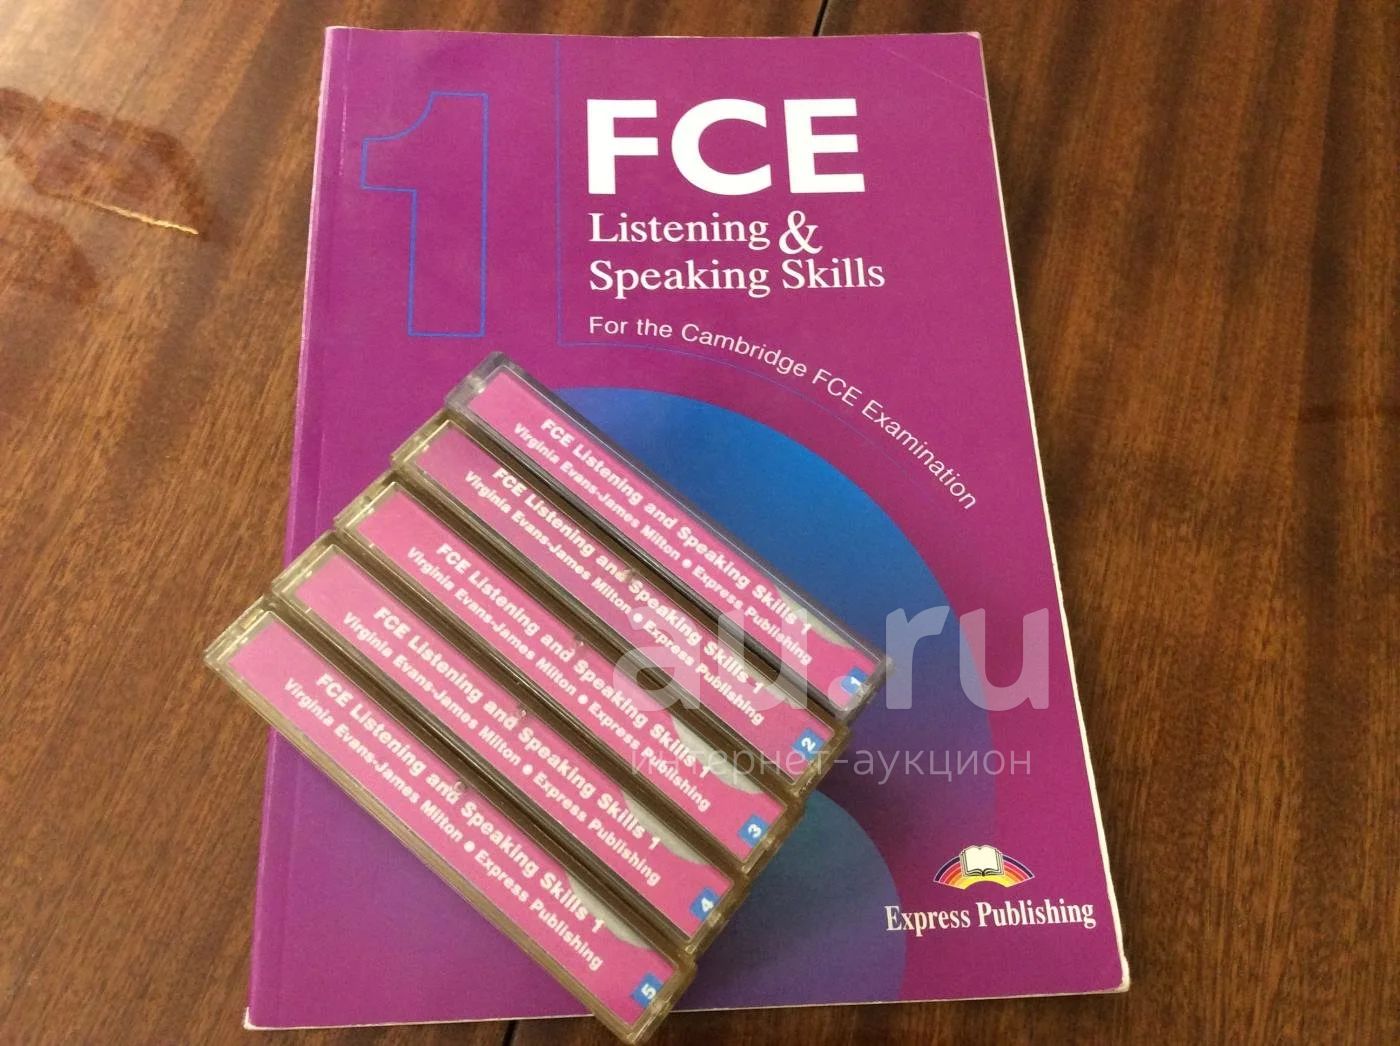 1
FCE
Listening &
Speaking Skills
For the Cambridge FCE Examination
FCE Listening and Speaking Skills 1
Virginia Evans-James Milton • Express Publishing
1
FCE Listening and Speaking Skills 1
Virginia Evans-James Milton • Express Publishing
2
FCE Listening and Speaking Skills 1
Virginia Evans-James Milton • Express Publishing
3
FCE Listening and Speaking Skills 1
Virginia Evans-James Milton • Express Publishing
4
FCE Listening and Speaking Skills 1
Virginia Evans-James Milton • Express Publishing
5
au.ru
интернет-аукцион
Express Publishing